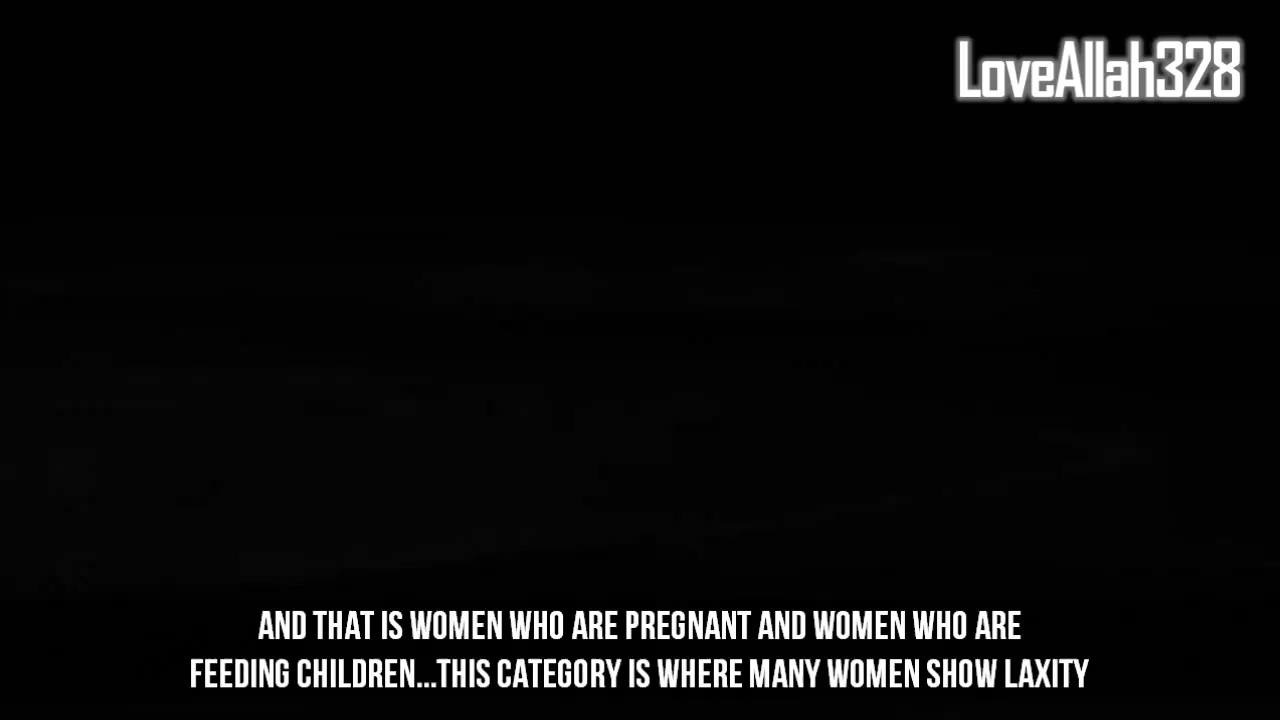 LoveAllah328
AND THAT IS WOMEN WHO ARE PREGNANT AND WOMEN WHO ARE
FEEDING CHILDREN...THIS CATEGORY IS WHERE MANY WOMEN SHOW LAXITY